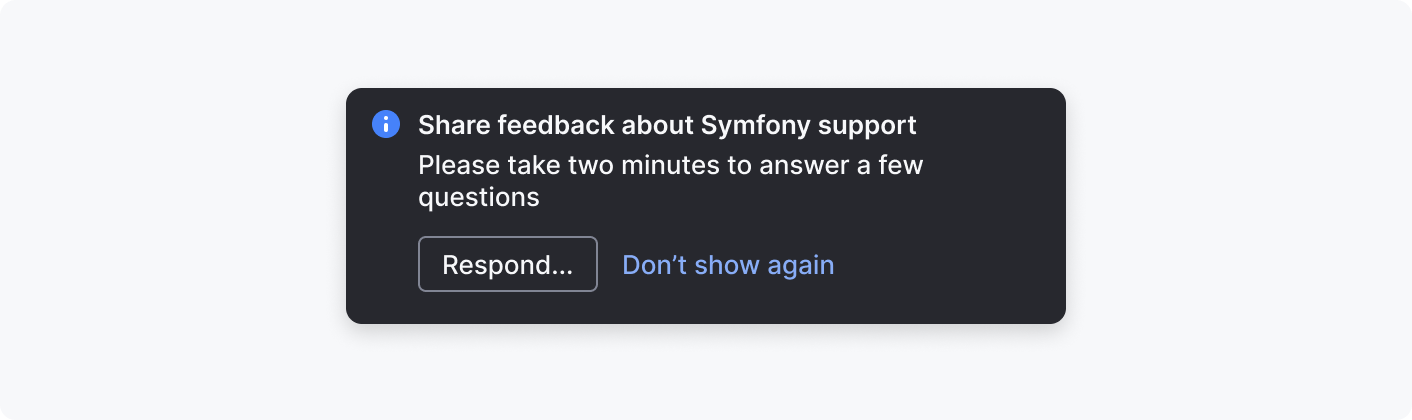 Share feedback about Symfony support
Please take two minutes to answer a few
questions
Respond...
Don’t show again